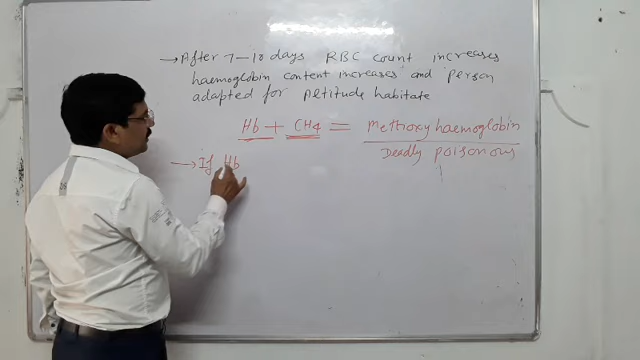 → After 7-10 days RBC count increases
haemoglobin content increases and Person
adapted for Altitude habitate
Hb + CH4 = Methoxy haemoglobin
Deadly poisonous
→ If Hb